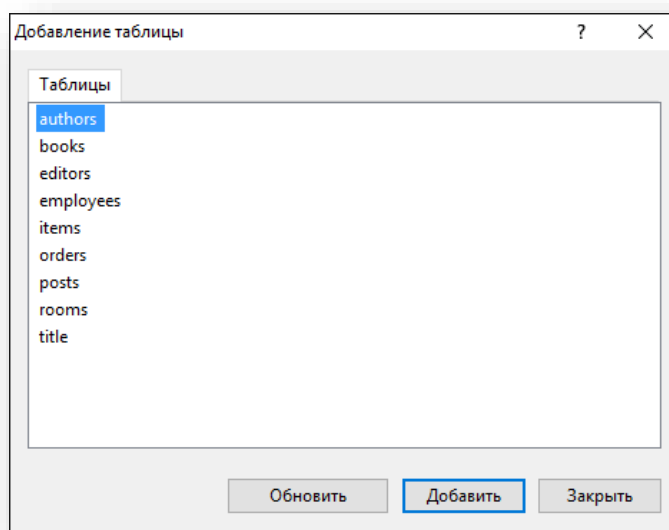 Добавление таблицы ?
Таблицы
authors
books
editors
employees
items
orders
posts
rooms
title
Обновить Добавить Закрыть